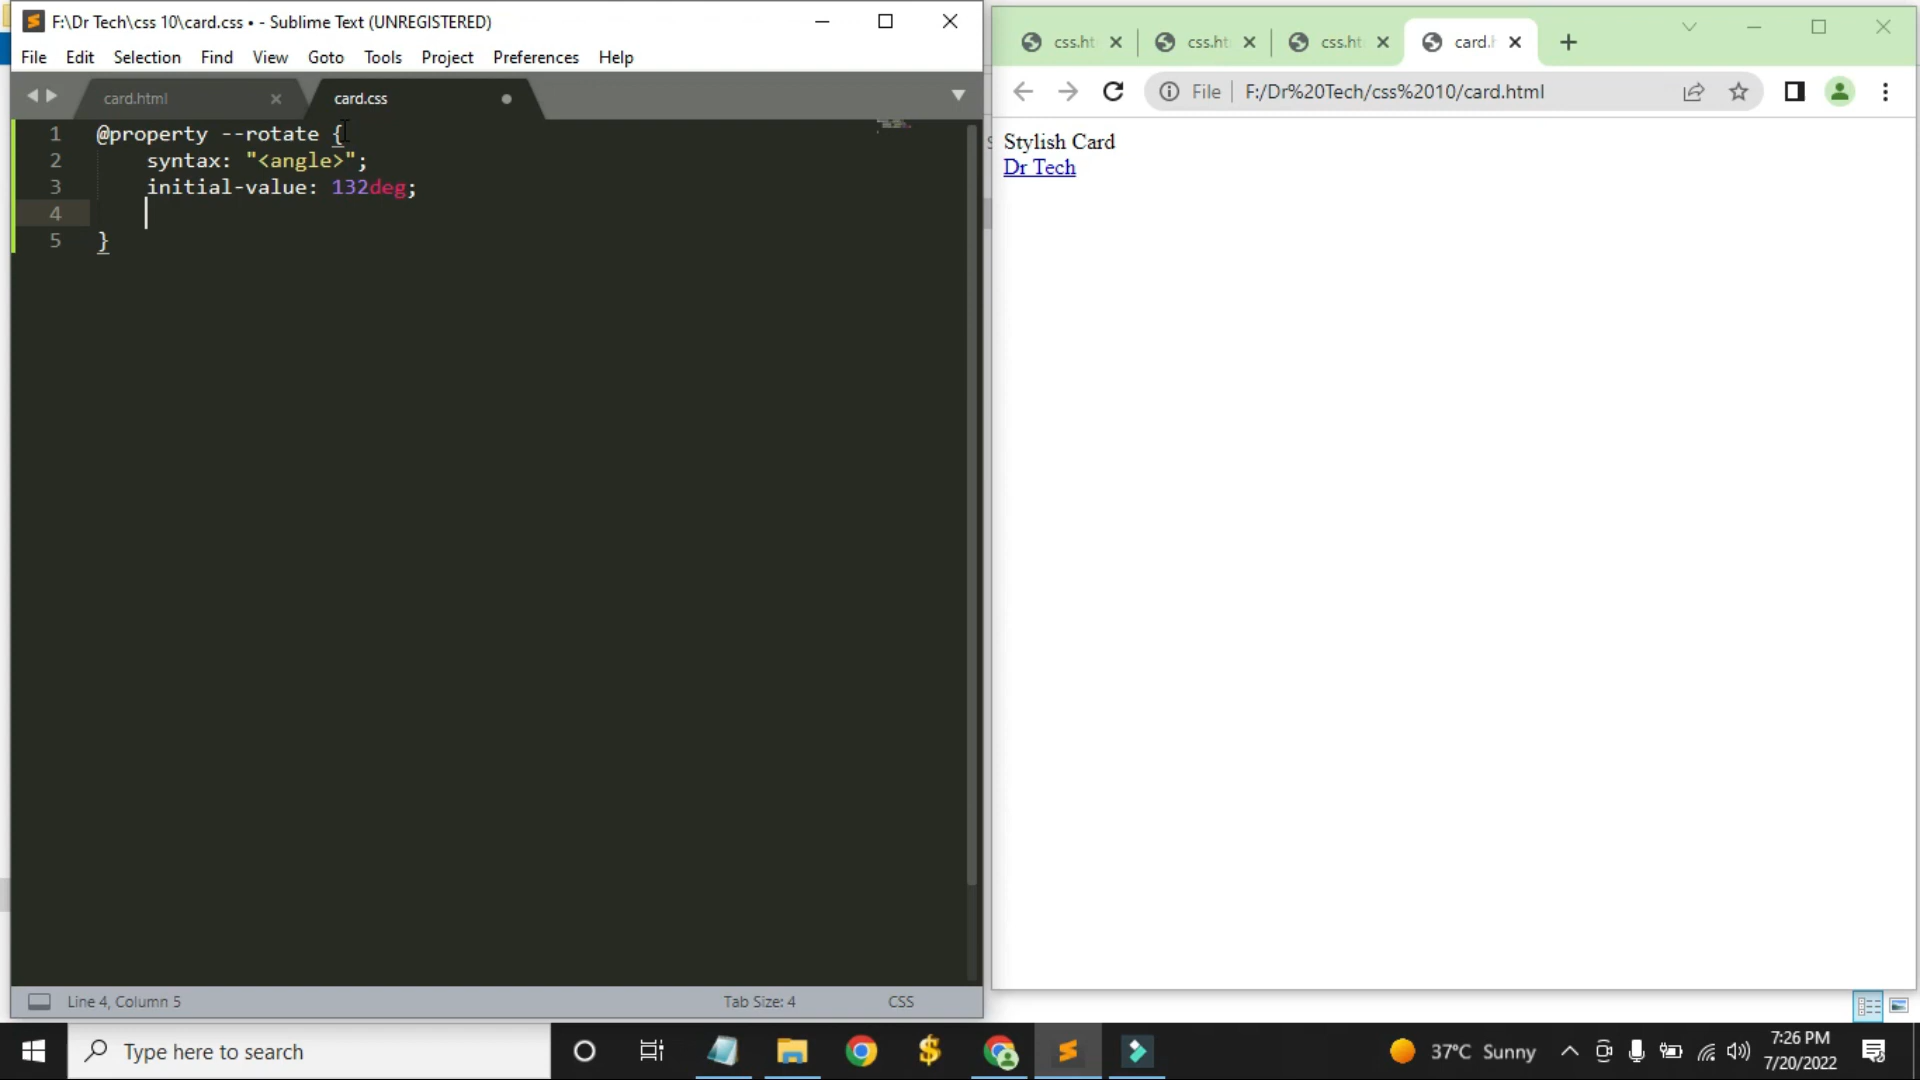 F:\Dr Tech\css 10\card.css • - Sublime Text (UNREGISTERED)
File Edit Selection Find View Goto Tools Project Preferences Help
card.html
card.css
1 @property --rotate {
2 syntax: "<angle>";
3 initial-value: 132deg;
4
5 }
Line 4, Column 5
Tab Size: 4
CSS
css.ht
css.ht
css.ht
card.h
File
F:/Dr%20Tech/css%2010/card.html
Stylish Card
Dr Tech
Type here to search
37°C Sunny
7:26 PM
7/20/2022